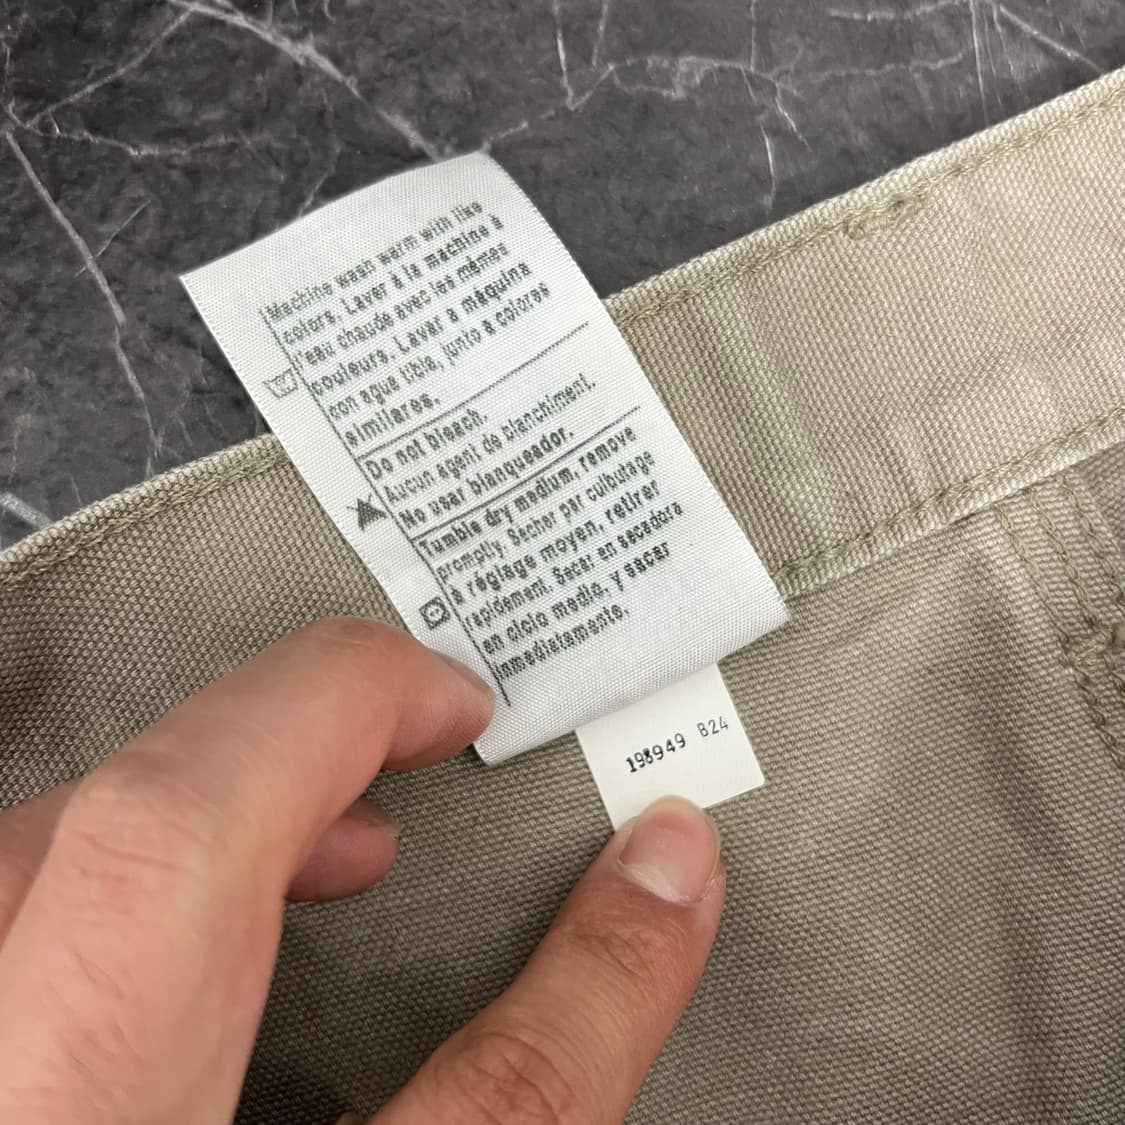 Machine wash warm with like
colors. Laver à la machine à
l'eau chaude avec les mêmes
couleurs. Lavar a máquina
con agua tibia, junto a colores
similares.
Do not bleach.
Aucun agent de blanchiment.
No usar blanqueador.
Tumble dry medium, remove
promptly. Sécher par culbutage
à réglage moyen, retirer
rapidement. Secar en secadora
en ciclo medio, y sacar
inmediatamente.
198949 B24